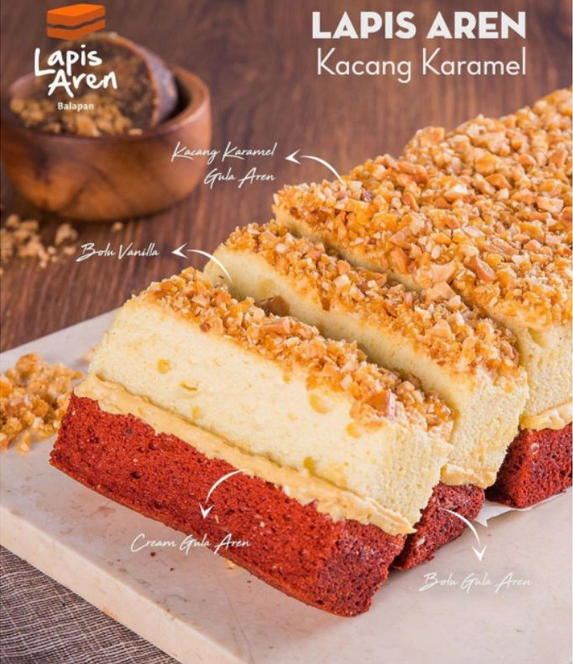 Lapis
Aren
Balapan
LAPIS AREN
Kacang Karamel
Kacang Karamel
Gula Aren
Bolu Vanilla
Cream Gula Aren
Bolu Gula Aren